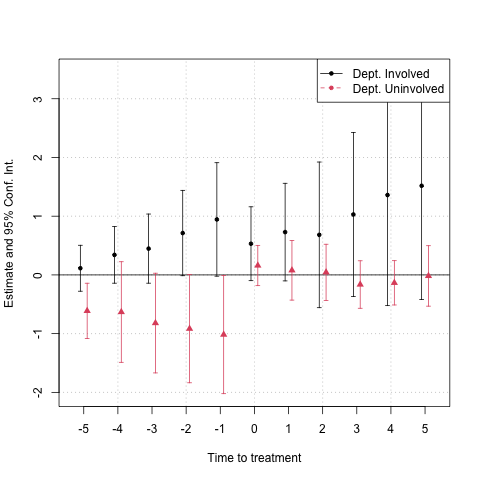 Dept. Involved
Dept. Uninvolved
Estimate and 95% Conf. Int.
3
2
1
0
-1
-2
-5 -4 -3 -2 -1 0 1 2 3 4 5
Time to treatment